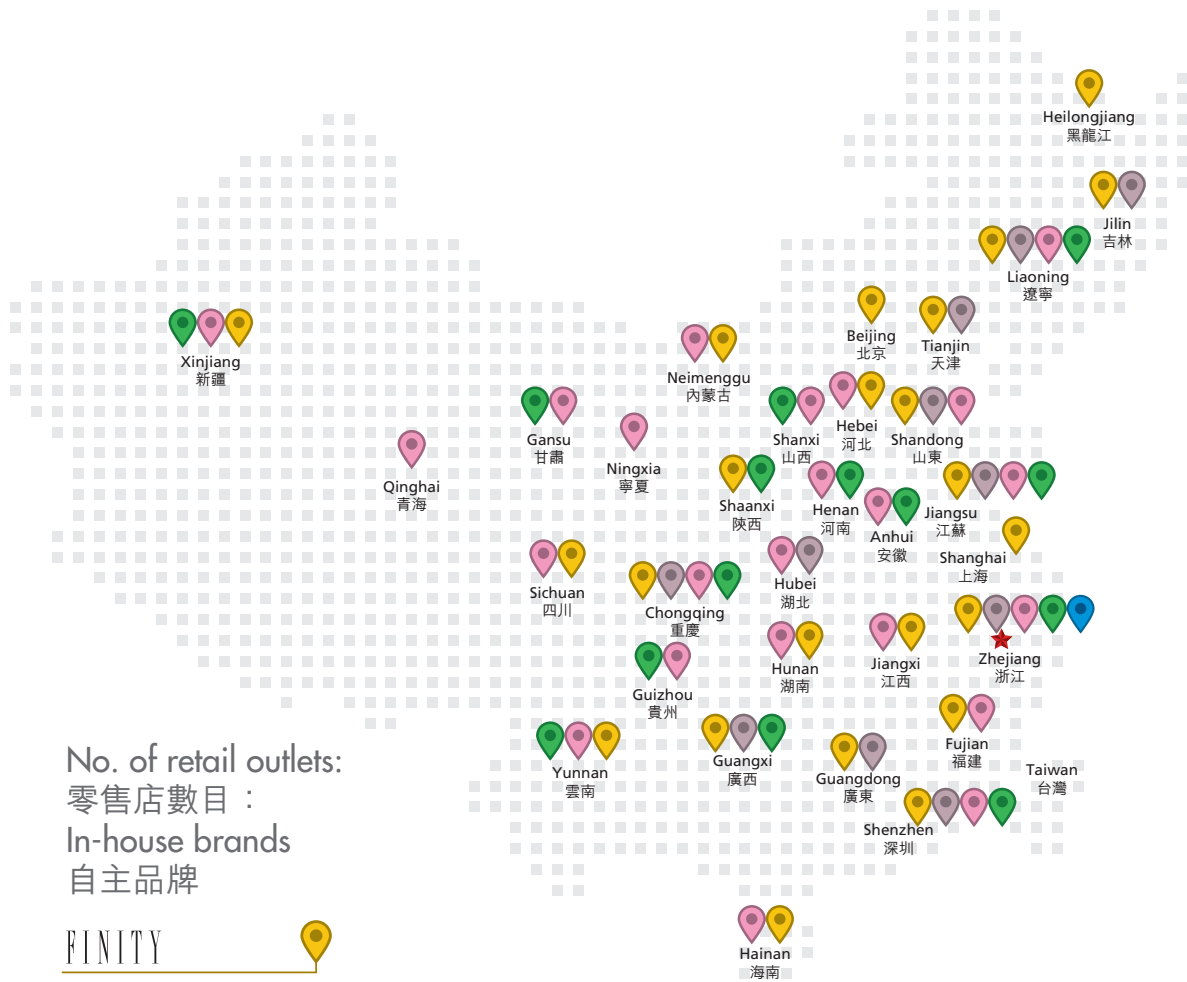 Heilongjiang
黑龍江
Jilin
吉林
Liaoning
遼寧
Beijing
北京
Tianjin
天津
Xinjiang
新疆
Neimenggu
內蒙古
Gansu
甘肅
Ningxia
寧夏
Shanxi
山西
Hebei
河北
Shandong
山東
Qinghai
青海
Shaanxi
陝西
Henan
河南
Anhui
安徽
Jiangsu
江蘇
Shanghai
上海
Sichuan
四川
Chongqing
重慶
Hubei
湖北
Zhejiang
浙江
Guizhou
貴州
Hunan
湖南
Jiangxi
江西
Yunnan
雲南
Guangxi
廣西
Guangdong
廣東
Fujian
福建
Taiwan
台灣
Shenzhen
深圳
Hainan
海南
No. of retail outlets:
零售店數目：
In-house brands
自主品牌
FINITY